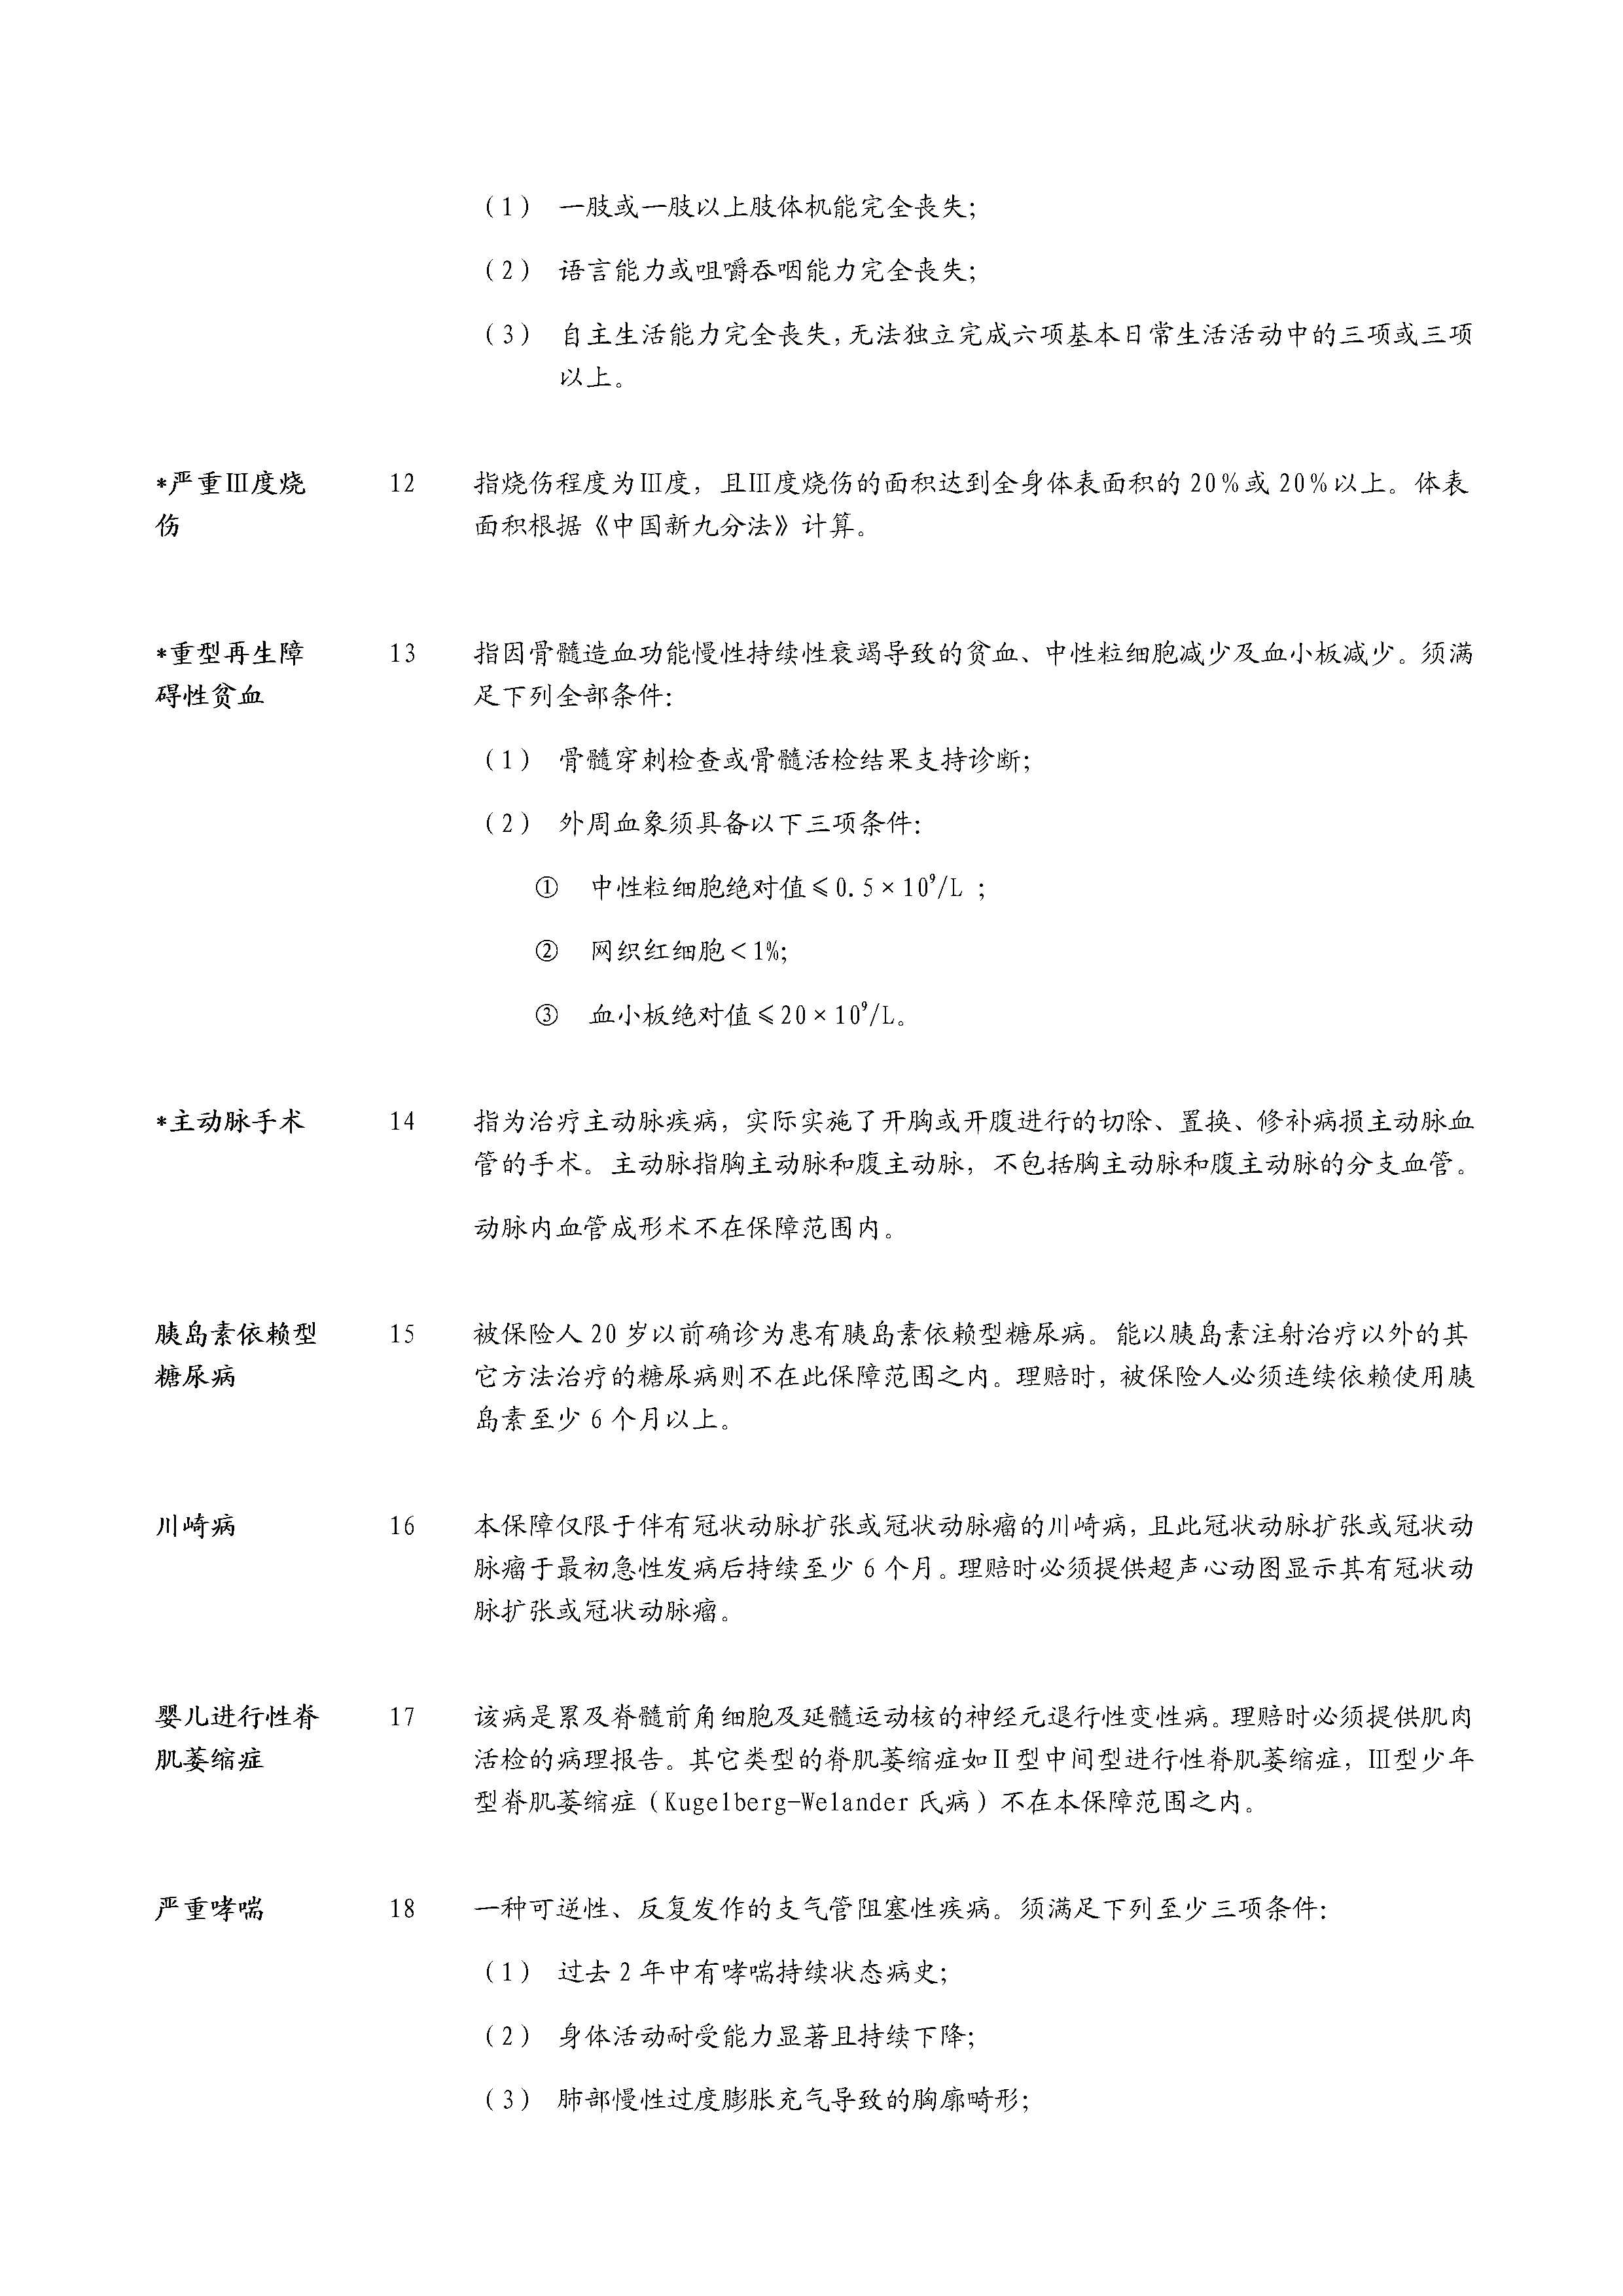 （1） 一肢或一肢以上肢体机能完全丧失；
（2） 语言能力或咀嚼吞咽能力完全丧失；
（3） 自主生活能力完全丧失，无法独立完成六项基本日常生活活动中的三项或三项
以上。
*严重Ⅲ度烧 12 指烧伤程度为Ⅲ度，且Ⅲ度烧伤的面积达到全身体表面积的 20%或 20%以上。体表
伤 面积根据《中国新九分法》计算。
*重型再生障 13 指因骨髓造血功能慢性持续性衰竭导致的贫血、中性粒细胞减少及血小板减少。须满
碍性贫血 足下列全部条件：
（1） 骨髓穿刺检查或骨髓活检结果支持诊断；
（2） 外周血象须具备以下三项条件：
① 中性粒细胞绝对值≤0.5×10⁹/L ；
② 网织红细胞＜1%；
③ 血小板绝对值≤20×10⁹/L。
*主动脉手术 14 指为治疗主动脉疾病，实际实施了开胸或开腹进行的切除、置换、修补病损主动脉血
管的手术。主动脉指胸主动脉和腹主动脉，不包括胸主动脉和腹主动脉的分支血管。
动脉内血管成形术不在保障范围内。
胰岛素依赖型 15 被保险人 20 岁以前确诊为患有胰岛素依赖型糖尿病。能以胰岛素注射治疗以外的其
糖尿病 它方法治疗的糖尿病则不在此保障范围之内。理赔时，被保险人必须连续依赖使用胰
岛素至少 6 个月以上。
川崎病 16 本保障仅限于伴有冠状动脉扩张或冠状动脉瘤的川崎病，且此冠状动脉扩张或冠状动
脉瘤于最初急性发病后持续至少 6 个月。理赔时必须提供超声心动图显示其有冠状动
脉扩张或冠状动脉瘤。
婴儿进行性脊 17 该病是累及脊髓前角细胞及延髓运动核的神经元退行性变性病。理赔时必须提供肌肉
肌萎缩症 活检的病理报告。其它类型的脊肌萎缩症如Ⅱ型中间型进行性脊肌萎缩症，Ⅲ型少年
型脊肌萎缩症（Kugelberg-Welander 氏病）不在本保障范围之内。
严重哮喘 18 一种可逆性、反复发作的支气管阻塞性疾病。须满足下列至少三项条件：
（1） 过去 2 年中有哮喘持续状态病史；
（2） 身体活动耐受能力显著且持续下降；
（3） 肺部慢性过度膨胀充气导致的胸廓畸形；